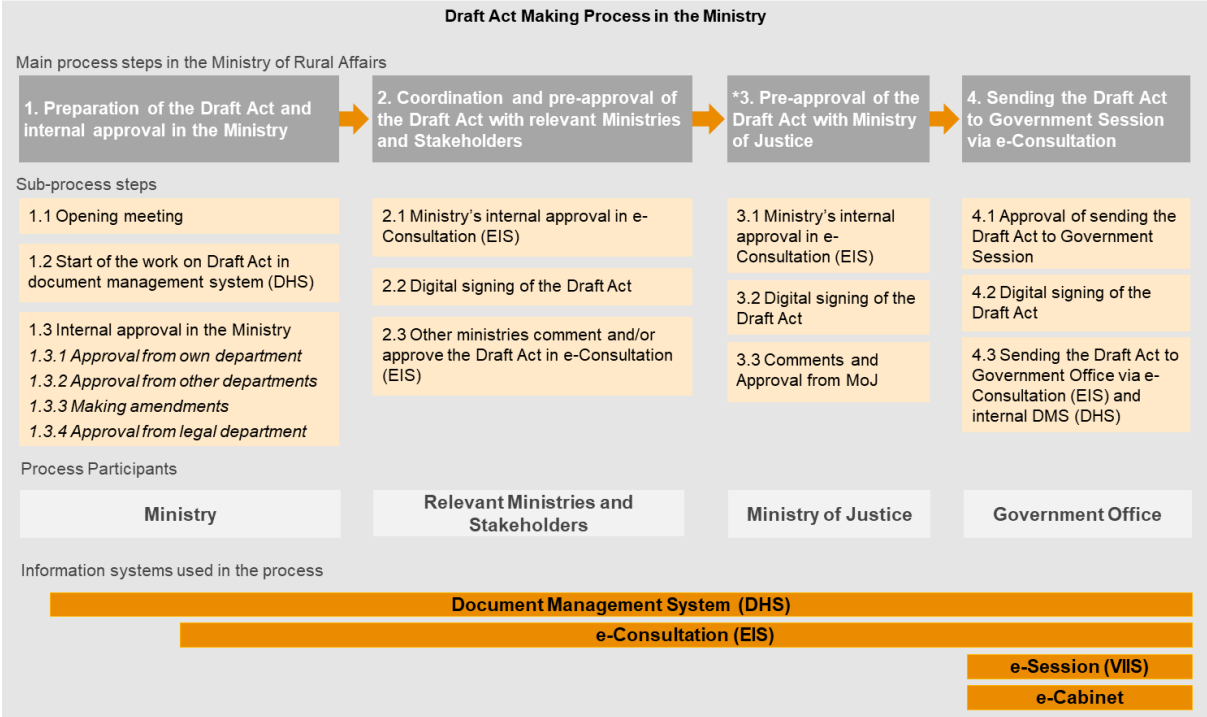 Draft Act Making Process in the Ministry
Main process steps in the Ministry of Rural Affairs
1. Preparation of the Draft Act and
internal approval in the Ministry
2. Coordination and pre-approval of
the Draft Act with relevant Ministries
and Stakeholders
*3. Pre-approval of the
Draft Act with Ministry
of Justice
4. Sending the Draft Act
to Government Session
via e-Consultation
Sub-process steps
1.1 Opening meeting
1.2 Start of the work on Draft Act in
document management system (DHS)
1.3 Internal approval in the Ministry
1.3.1 Approval from own department
1.3.2 Approval from other departments
1.3.3 Making amendments
1.3.4 Approval from legal department
2.1 Ministry's internal approval in e-
Consultation (EIS)
2.2 Digital signing of the Draft Act
2.3 Other ministries comment and/or
approve the Draft Act in e-Consultation
(EIS)
3.1 Ministry's internal
approval in e-
Consultation (EIS)
3.2 Digital signing of the
Draft Act
3.3 Comments and
Approval from MoJ
4.1 Approval of sending the
Draft Act to Government
Session
4.2 Digital signing of the
Draft Act
4.3 Sending the Draft Act to
Government Office via e-
Consultation (EIS) and
internal DMS (DHS)
Process Participants
Ministry
Relevant Ministries and
Stakeholders
Ministry of Justice
Government Office
Information systems used in the process
Document Management System (DHS)
e-Consultation (EIS)
e-Session (VIIS)
e-Cabinet